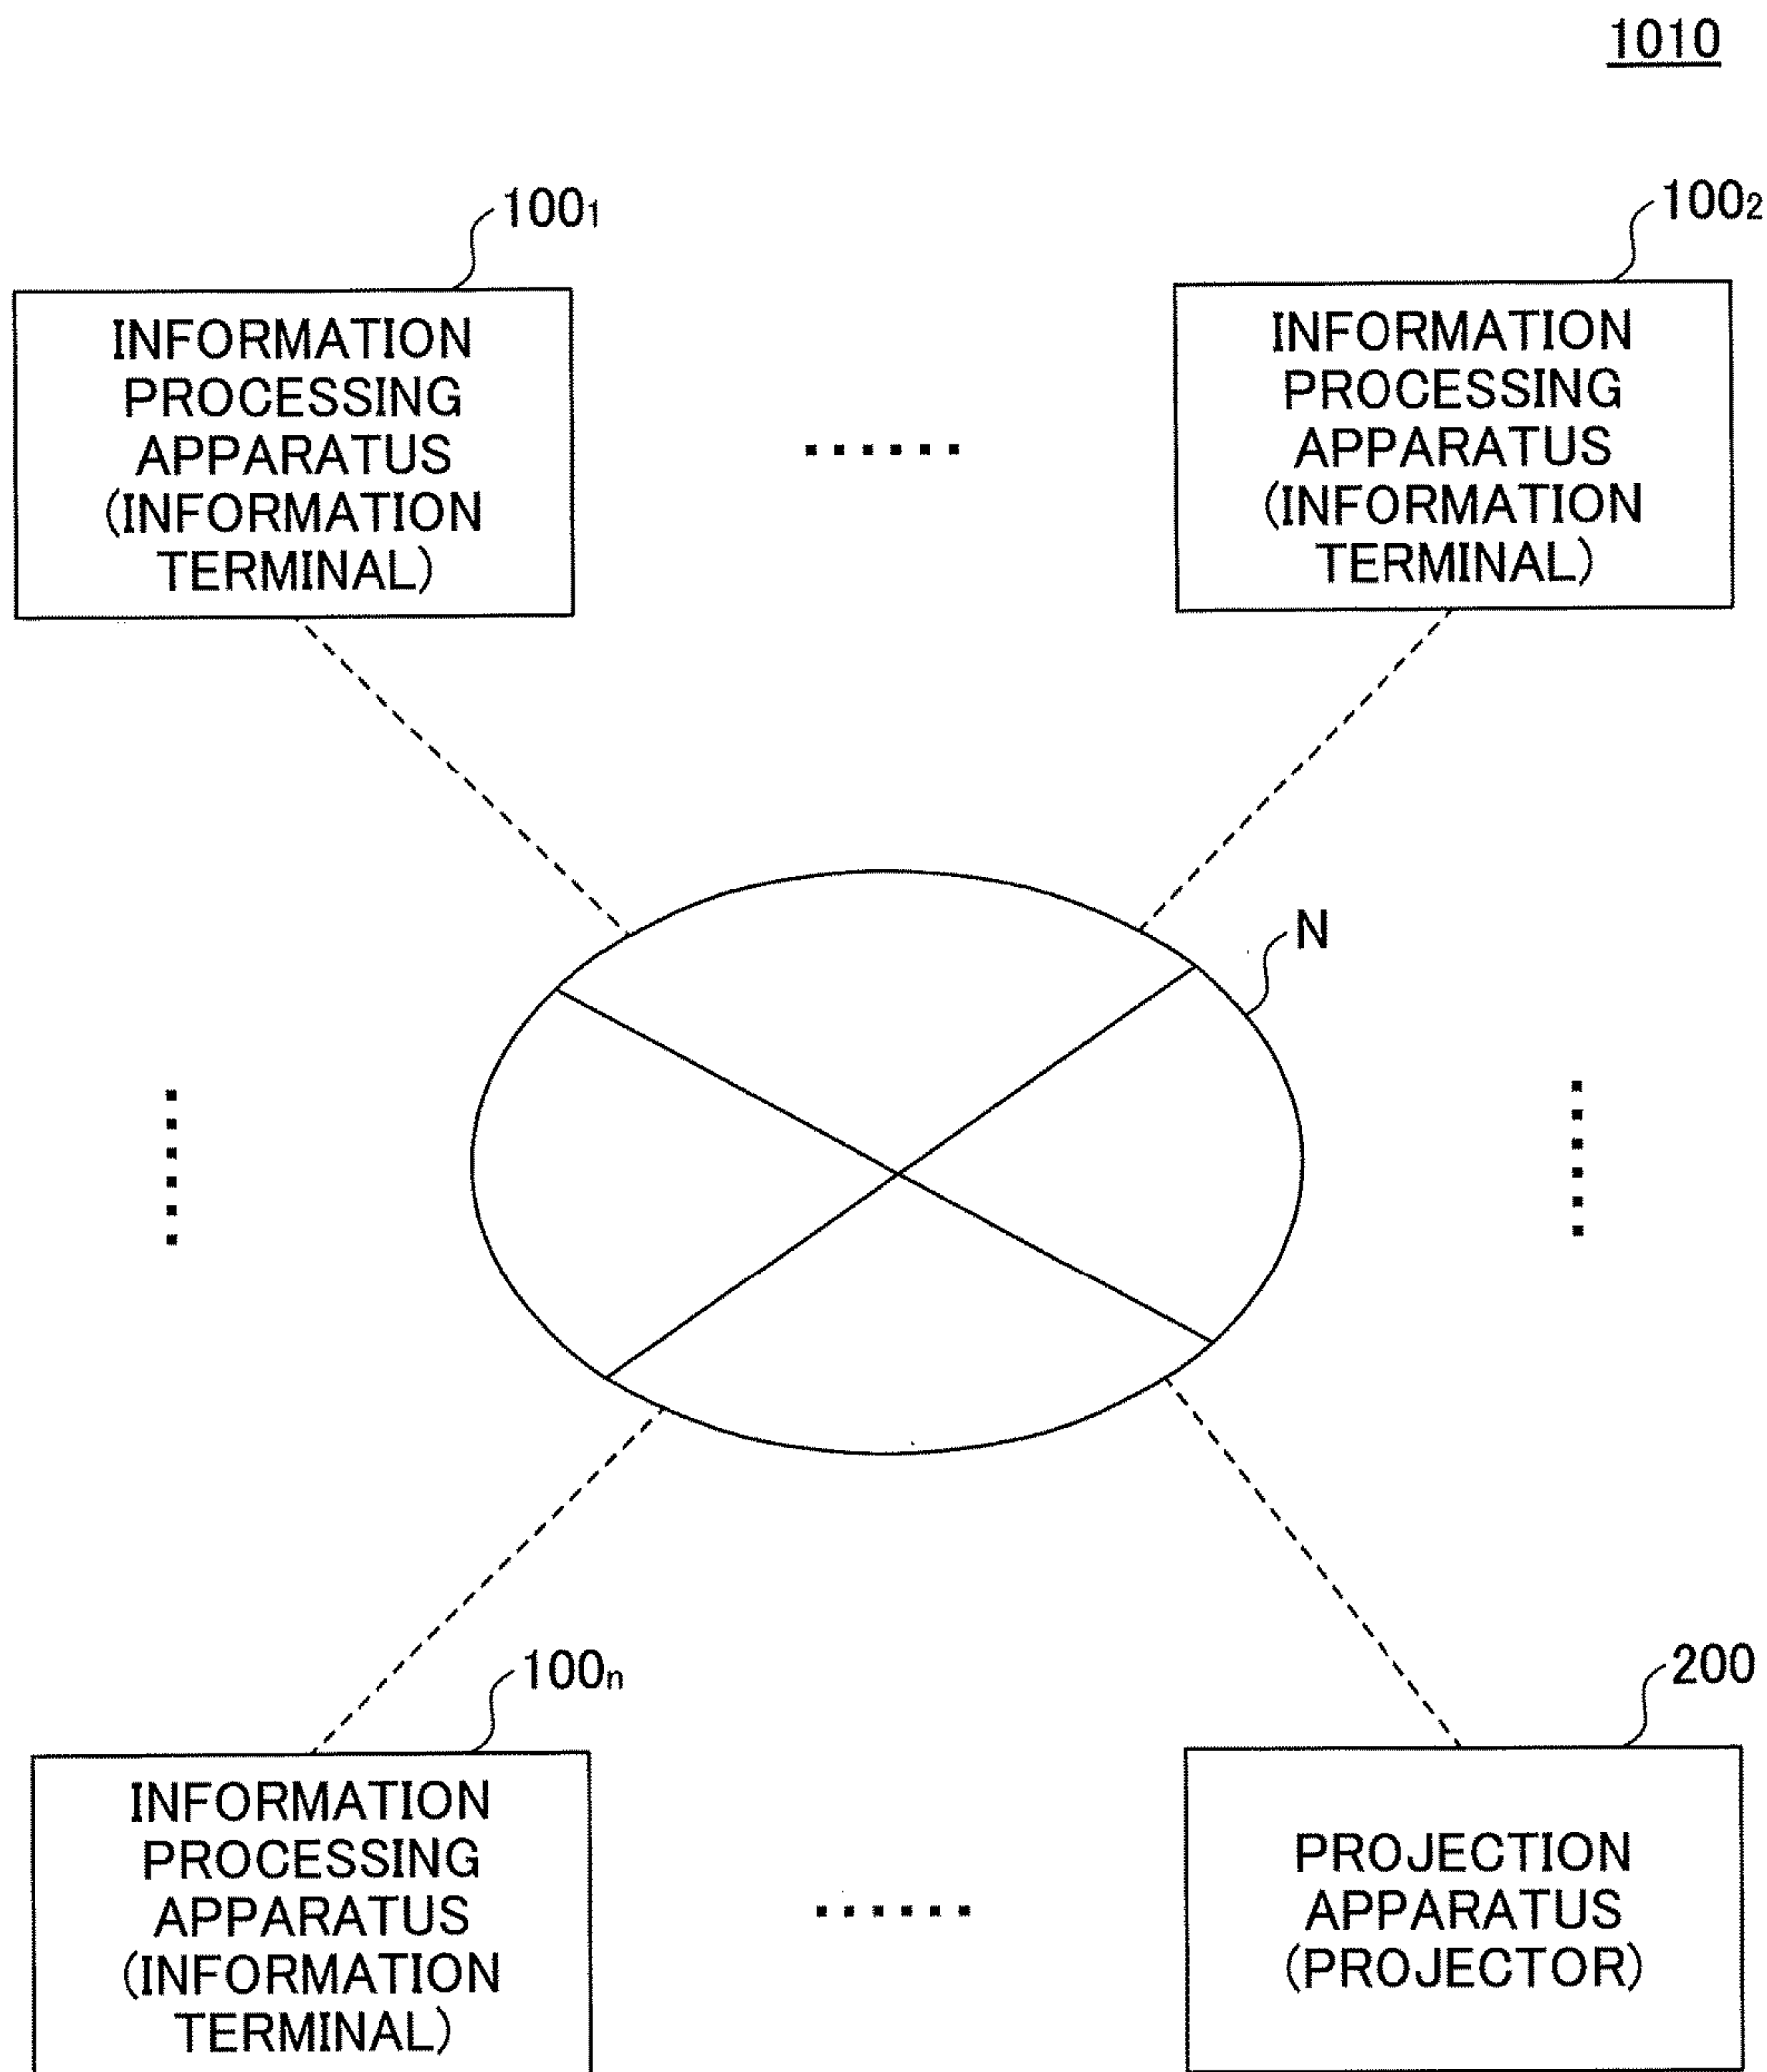 1010
100₁
100₂
INFORMATION
PROCESSING
APPARATUS
(INFORMATION
TERMINAL)
INFORMATION
PROCESSING
APPARATUS
(INFORMATION
TERMINAL)
N
100ₙ
200
INFORMATION
PROCESSING
APPARATUS
(INFORMATION
TERMINAL)
PROJECTION
APPARATUS
(PROJECTOR)